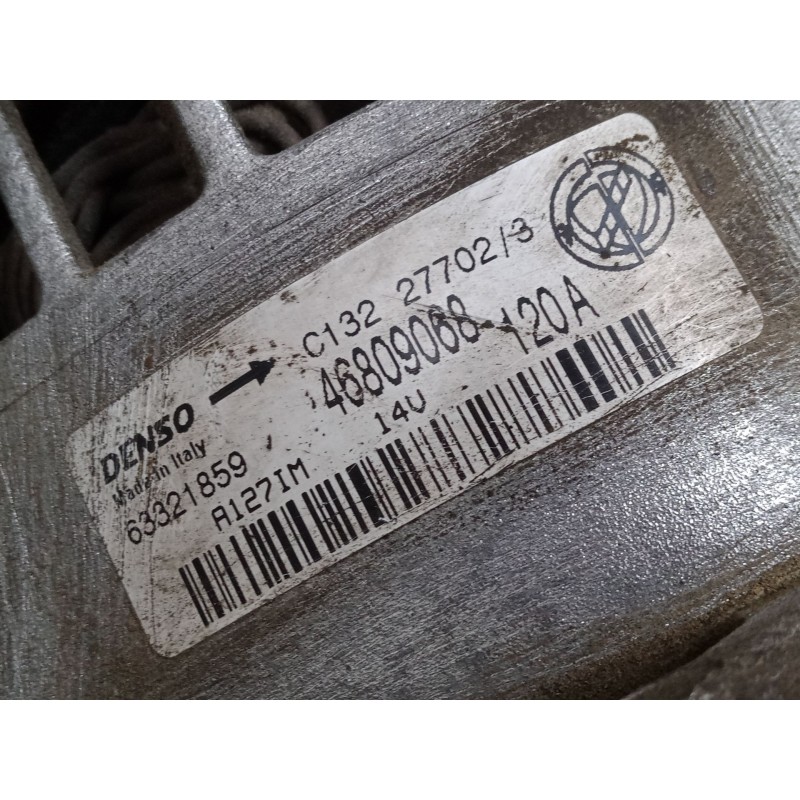 C132 27702/3
46809068 120A
DENSO
Made in Italy
14V
63321859
A127IM